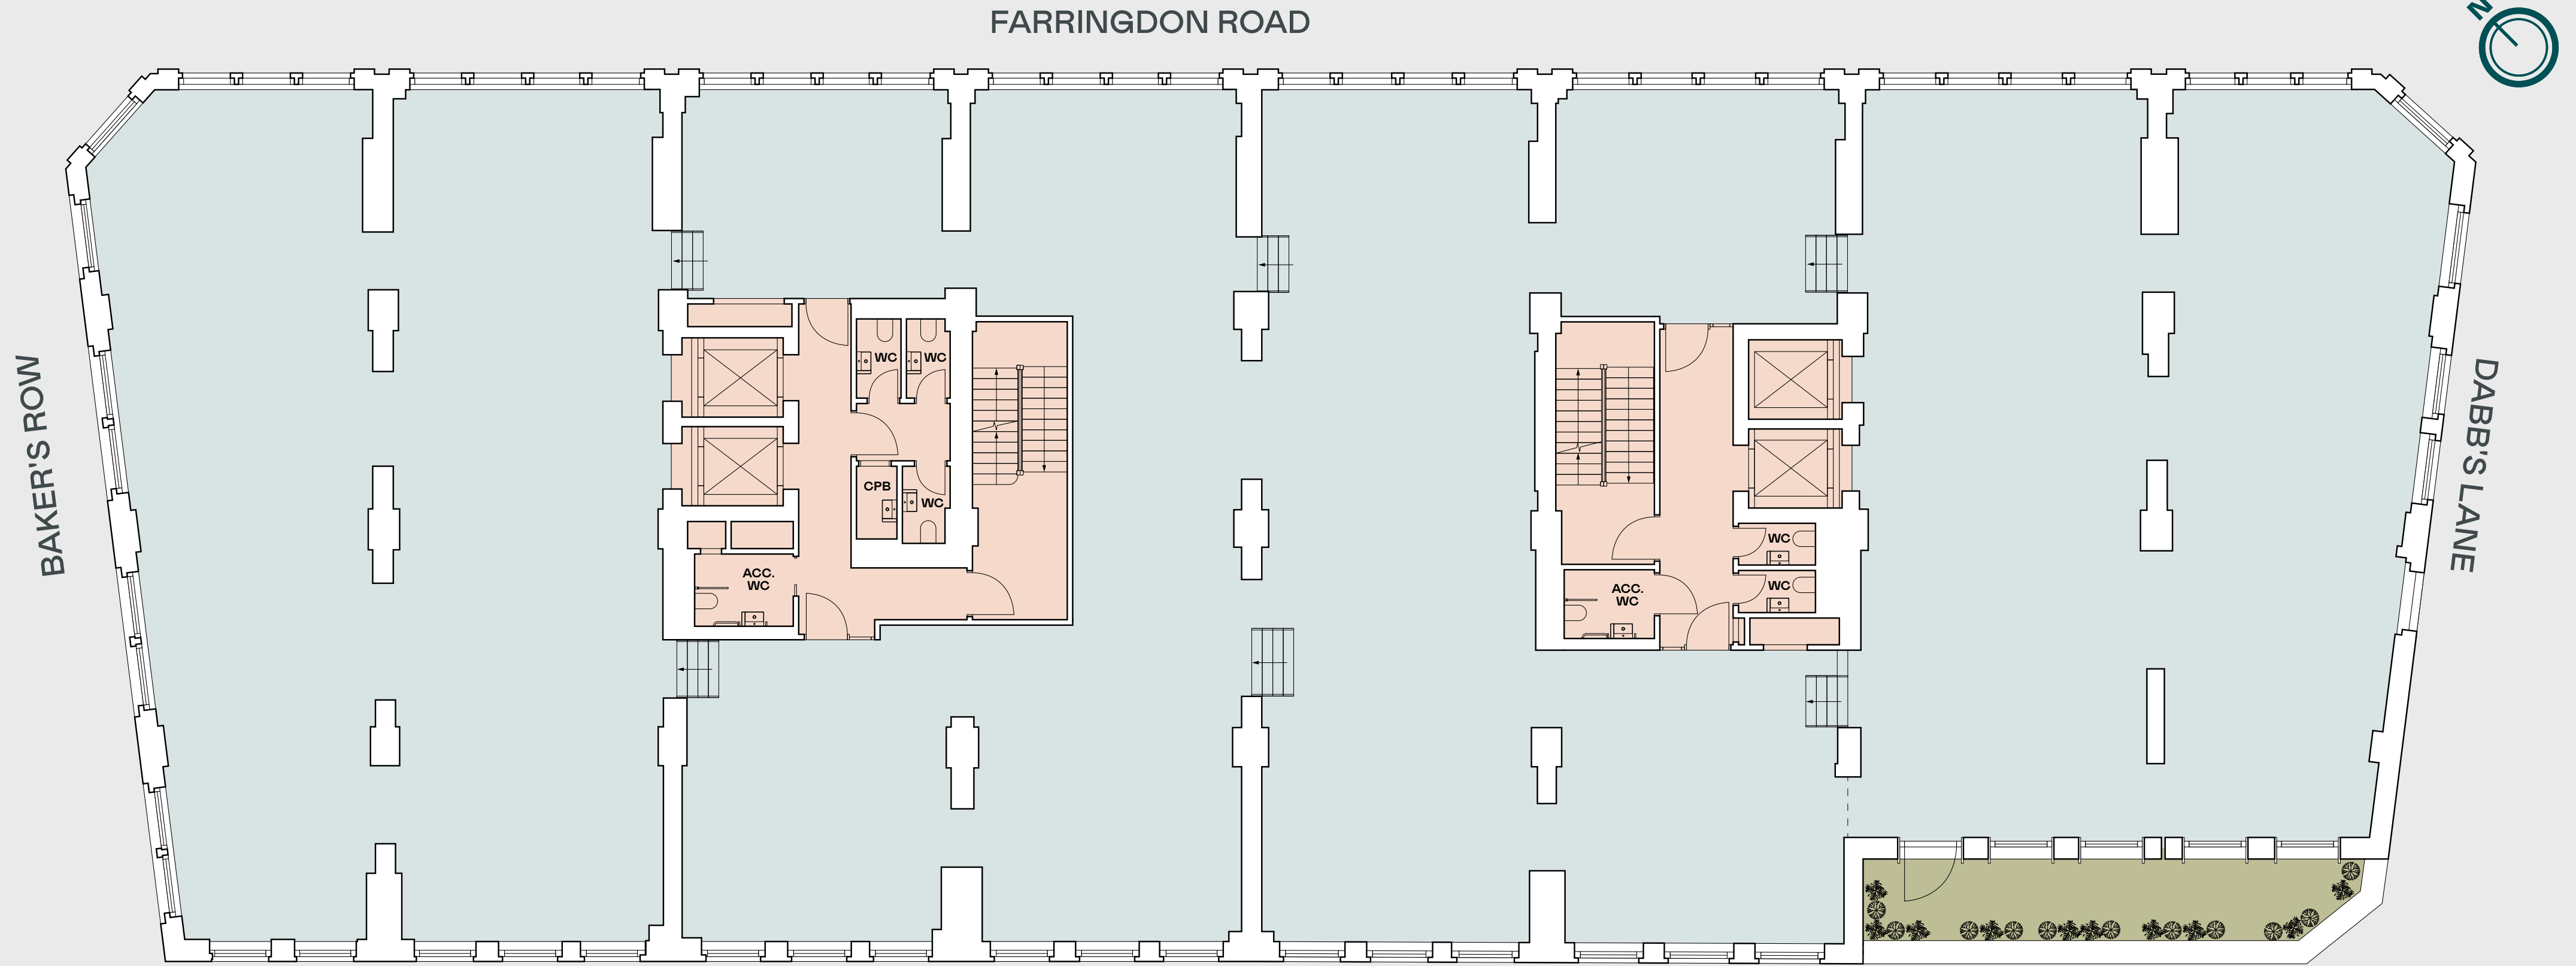 FARRINGDON ROAD
N
BAKER'S ROW
DABB'S LANE
WC
WC
CPB
WC
ACC.
WC
WC
WC
ACC.
WC